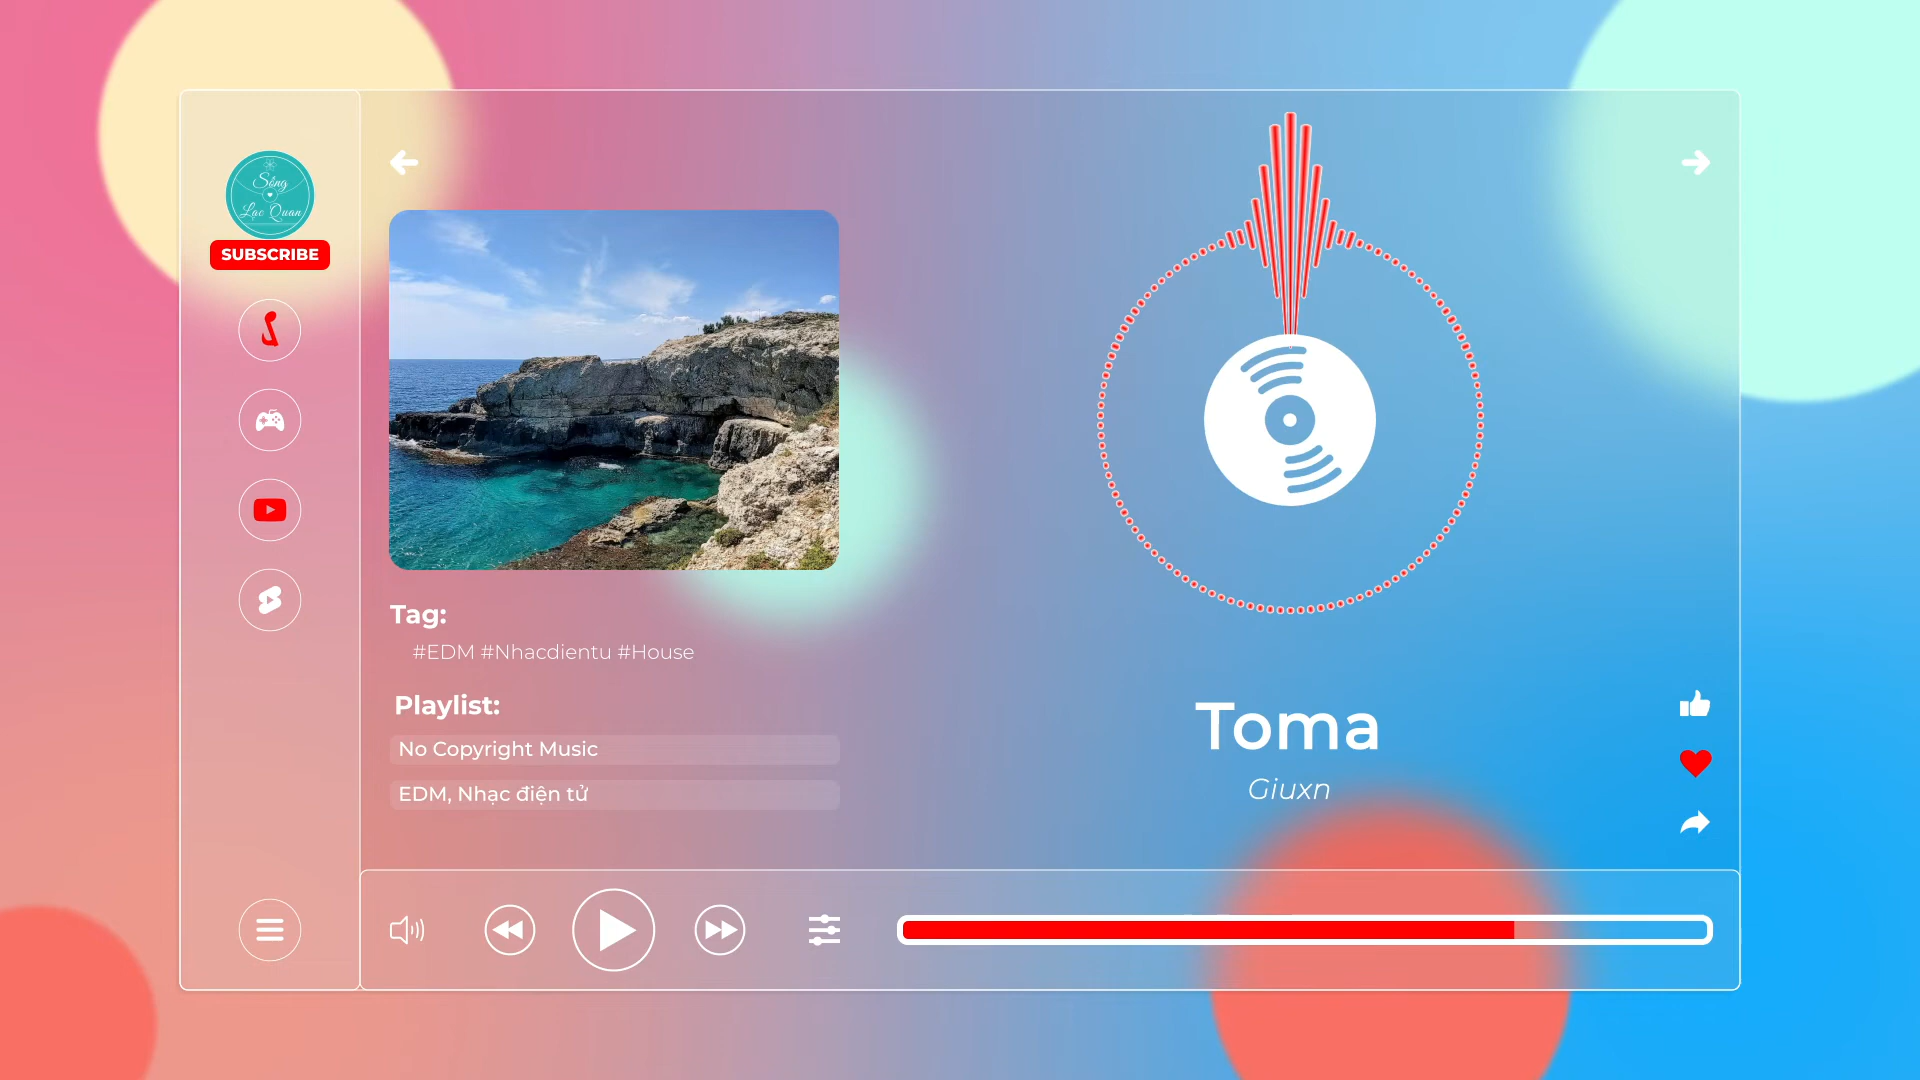 Sống
Lạc Quan
SUBSCRIBE
Tag:
#EDM #Nhacdientu #House
Playlist:
No Copyright Music
EDM, Nhạc điện tử
Toma
Giuxn